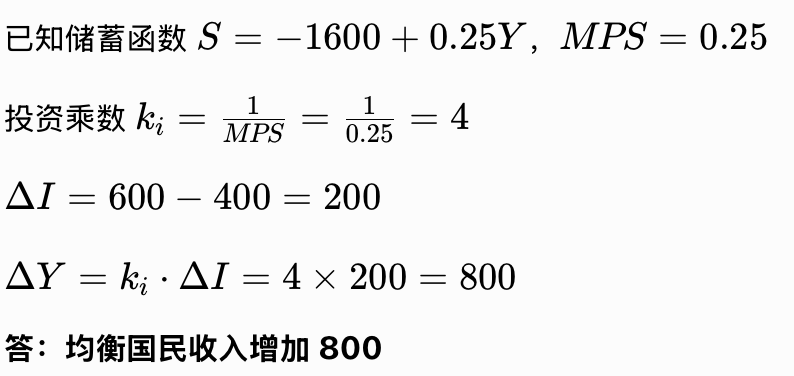 已知储蓄函数 S = −1600 + 0.25Y, MPS = 0.25
投资乘数 kᵢ = 1/MPS = 1/0.25 = 4
ΔI = 600 − 400 = 200
ΔY = kᵢ · ΔI = 4 × 200 = 800
答：均衡国民收入增加 800